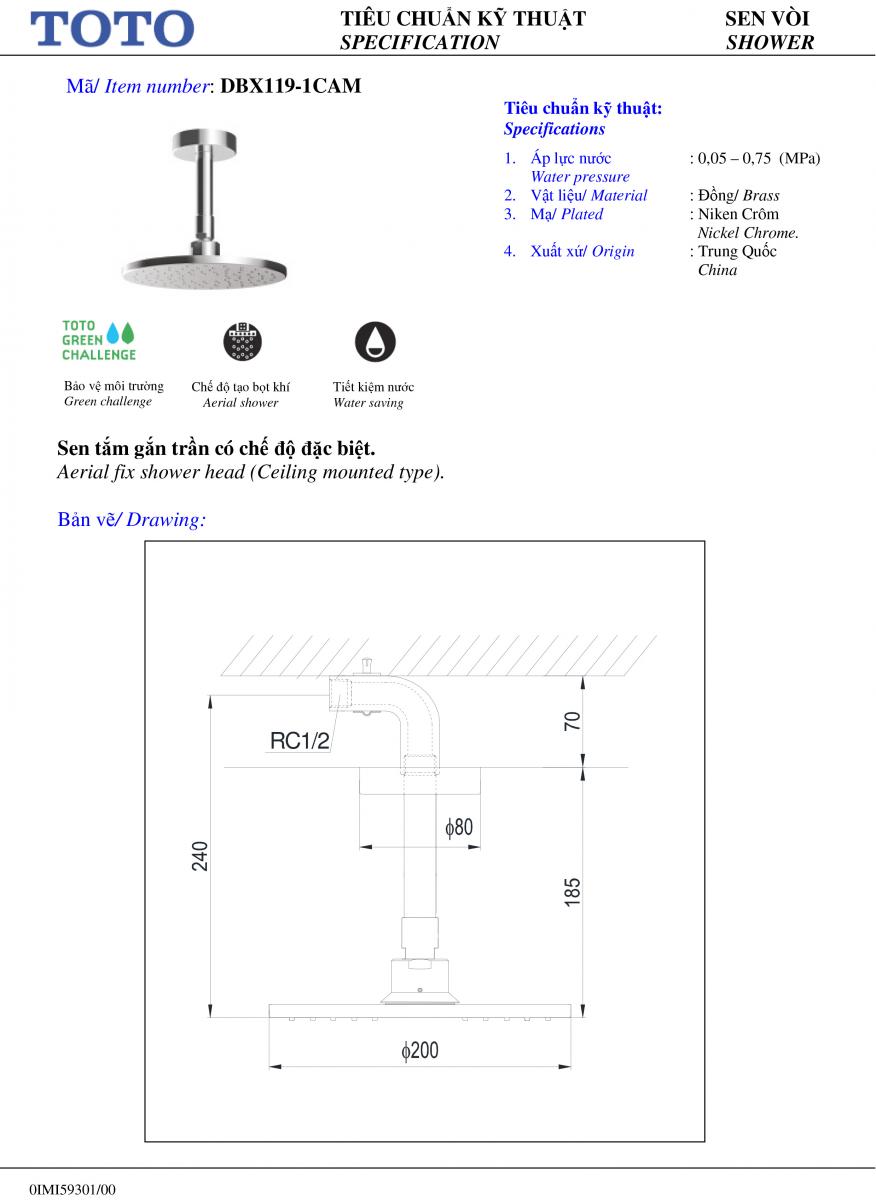 TOTO
TIÊU CHUẨN KỸ THUẬT
SPECIFICATION
SEN VÒI
SHOWER
Mã/ Item number: DBX119-1CAM
Tiêu chuẩn kỹ thuật:
Specifications
1. Áp lực nước : 0,05 – 0,75 (MPa)
Water pressure
2. Vật liệu/ Material : Đồng/ Brass
3. Mạ/ Plated : Niken Crôm
Nickel Chrome.
4. Xuất xứ/ Origin : Trung Quốc
China
TOTO
GREEN
CHALLENGE
Bảo vệ môi trường
Green challenge
Chế độ tạo bọt khí
Aerial shower
Tiết kiệm nước
Water saving
Sen tắm gắn trần có chế độ đặc biệt.
Aerial fix shower head (Ceiling mounted type).
Bản vẽ/ Drawing:
RC1/2
70
ϕ80
240
185
ϕ200
0IMI59301/00